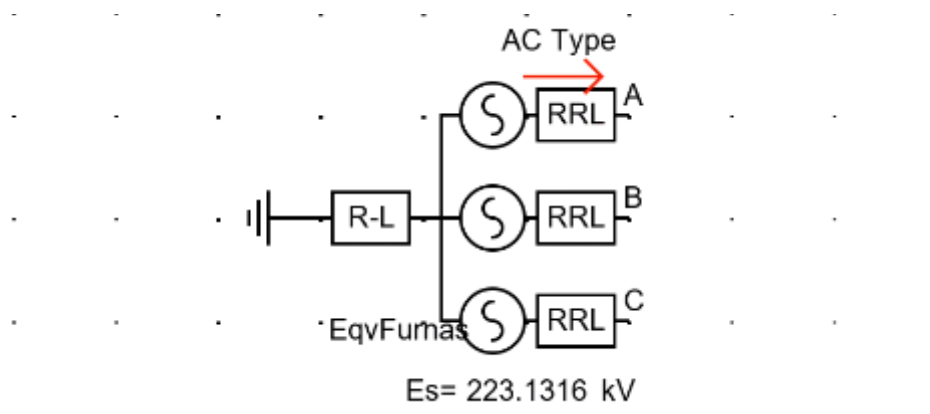 AC Type
RRL
A
R-L
RRL
B
RRL
C
EqvFurnas
Es= 223.1316 kV